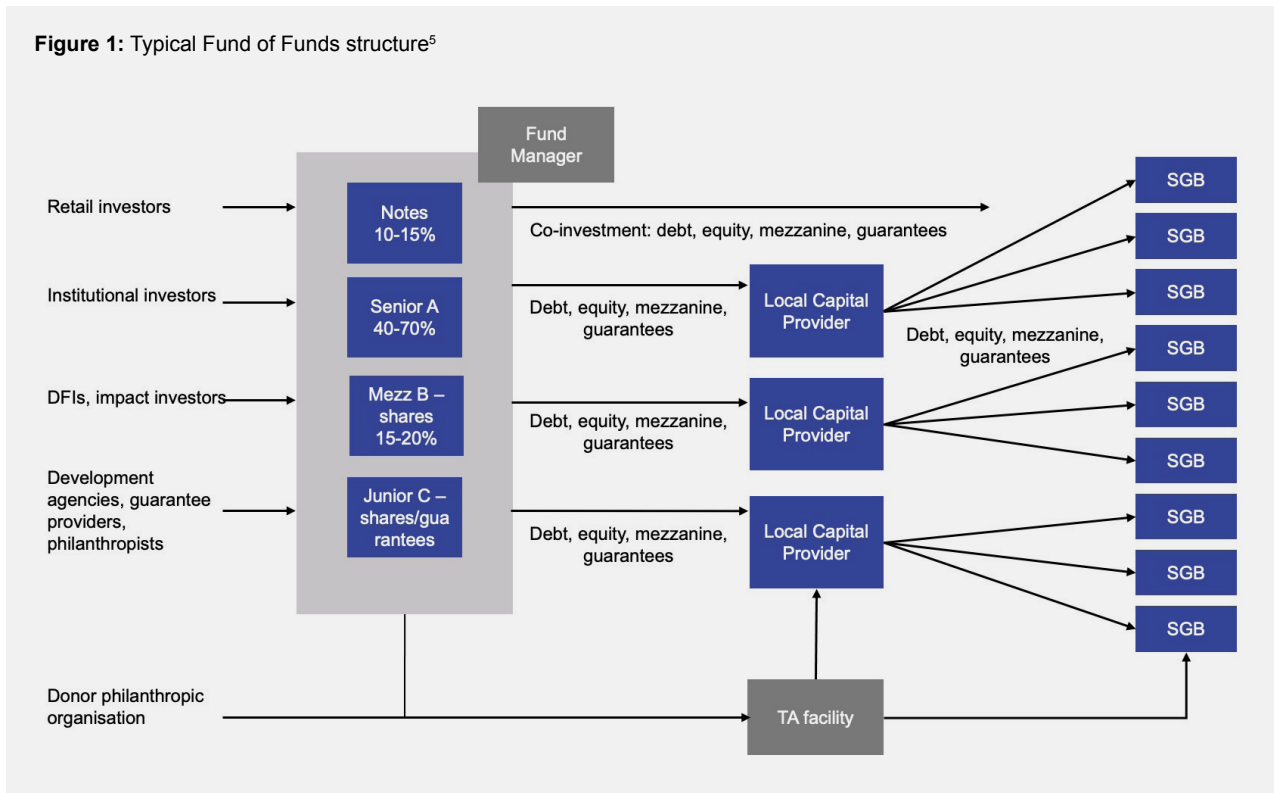 Figure 1: Typical Fund of Funds structure5
Fund
Manager
Retail investors
Notes
10-15%
Co-investment: debt, equity, mezzanine, guarantees
Institutional investors
Senior A
40-70%
Debt, equity, mezzanine,
guarantees
Local Capital
Provider
Debt, equity, mezzanine,
guarantees
DFIs, impact investors
Mezz B –
shares
15-20%
Debt, equity, mezzanine,
guarantees
Local Capital
Provider
Development
agencies, guarantee
providers,
philanthropists
Junior C –
shares/gua
rantees
Debt, equity, mezzanine,
guarantees
Local Capital
Provider
SGB
SGB
SGB
SGB
SGB
SGB
SGB
SGB
SGB
Donor philanthropic
organisation
TA facility